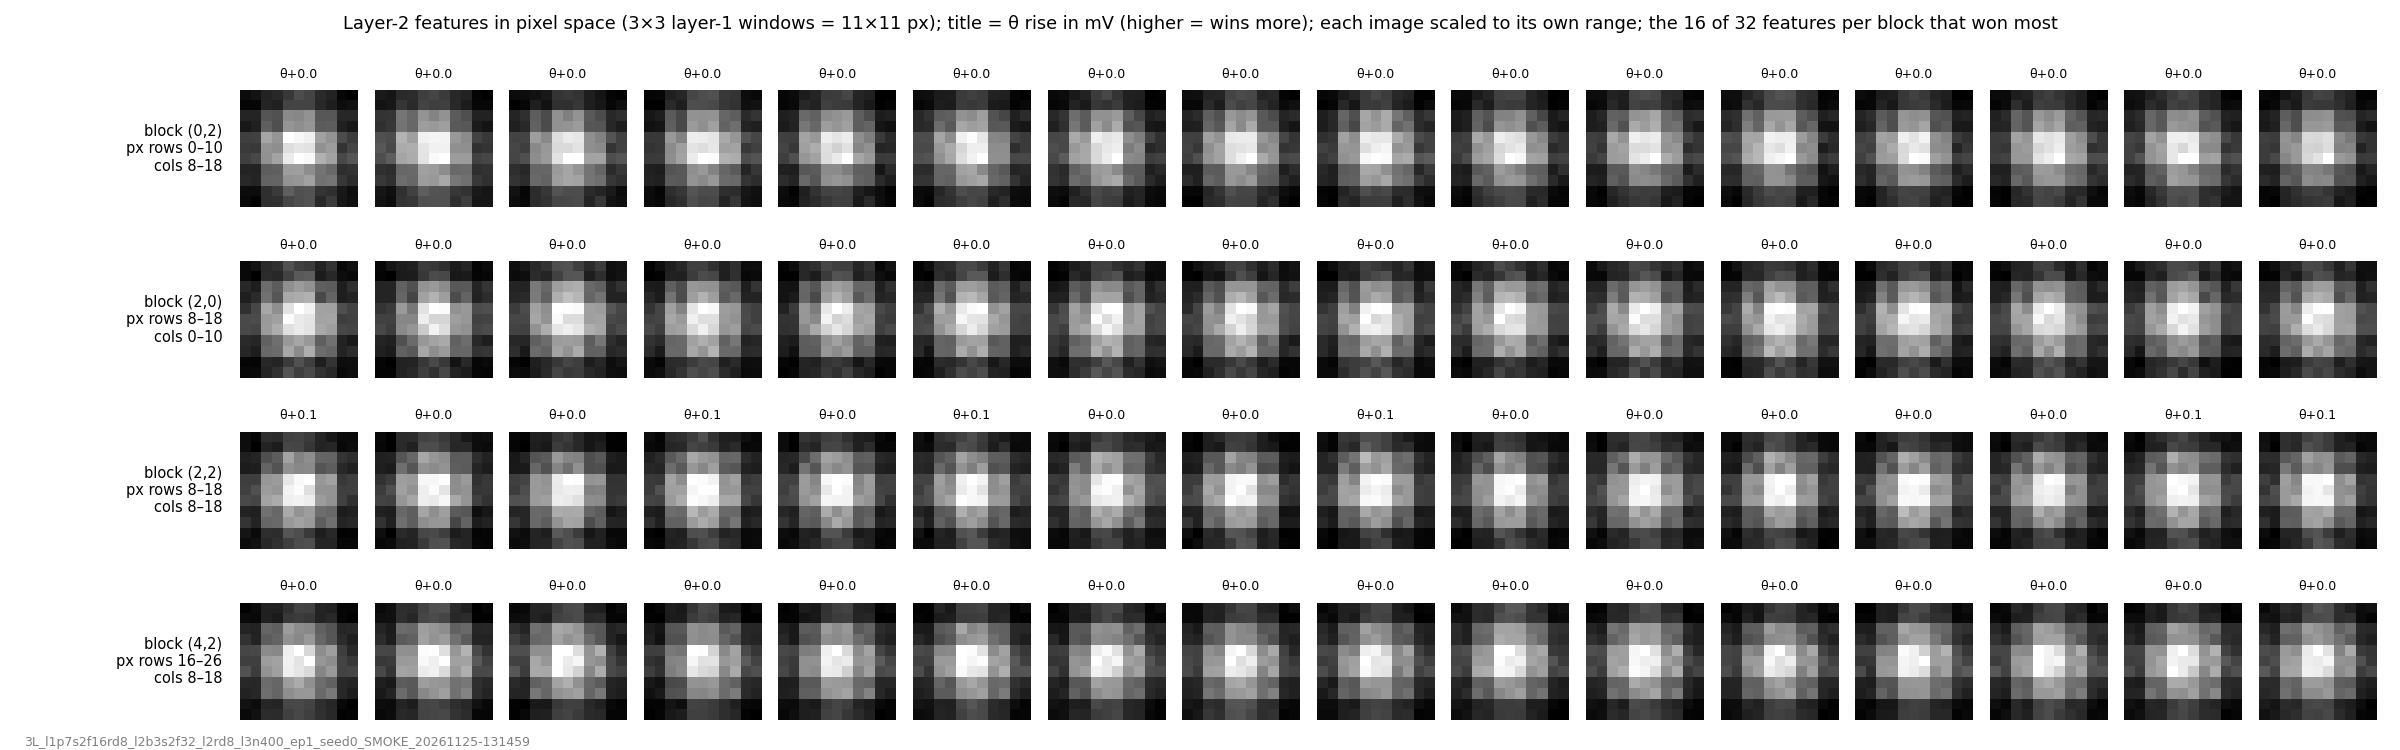 Layer-2 features in pixel space (3×3 layer-1 windows = 11×11 px); title = θ rise in mV (higher = wins more); each image scaled to its own range; the 16 of 32 features per block that won most
θ+0.0 θ+0.0 θ+0.0 θ+0.0 θ+0.0 θ+0.0 θ+0.0 θ+0.0 θ+0.0 θ+0.0 θ+0.0 θ+0.0 θ+0.0 θ+0.0 θ+0.0 θ+0.0
block (0,2)
px rows 0–10
cols 8–18
θ+0.0 θ+0.0 θ+0.0 θ+0.0 θ+0.0 θ+0.0 θ+0.0 θ+0.0 θ+0.0 θ+0.0 θ+0.0 θ+0.0 θ+0.0 θ+0.0 θ+0.0 θ+0.0
block (2,0)
px rows 8–18
cols 0–10
θ+0.1 θ+0.0 θ+0.0 θ+0.1 θ+0.0 θ+0.1 θ+0.0 θ+0.0 θ+0.1 θ+0.0 θ+0.0 θ+0.0 θ+0.0 θ+0.0 θ+0.1 θ+0.1
block (2,2)
px rows 8–18
cols 8–18
θ+0.0 θ+0.0 θ+0.0 θ+0.0 θ+0.0 θ+0.0 θ+0.0 θ+0.0 θ+0.0 θ+0.0 θ+0.0 θ+0.0 θ+0.0 θ+0.0 θ+0.0 θ+0.0
block (4,2)
px rows 16–26
cols 8–18
3L_l1p7s2f16rd8_l2b3s2f32_l2rd8_l3n400_ep1_seed0_SMOKE_20261125-131459